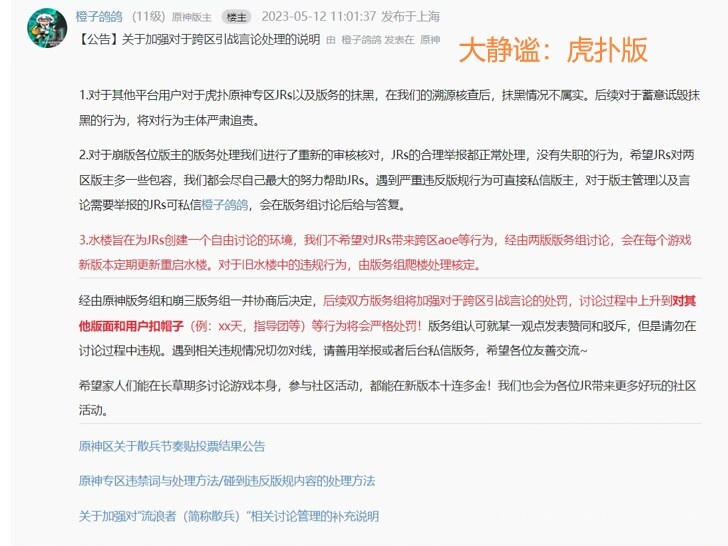 橙子鸽鸽 (11级) 原神版主 楼主 2023-05-12 11:01:37 发布于上海
【公告】关于加强对于跨区引战言论处理的说明 由 橙子鸽鸽 发表在 原神
大静谧：虎扑版
1.对于其他平台用户对于虎扑原神专区JRs以及版务的抹黑，在我们的溯源核查后，抹黑情况不属实。后续对于蓄意诋毁抹
黑的行为，将对行为主体严肃追责。
2.对于崩版各位版主的版务处理我们进行了重新的审核核对，JRs的合理举报都正常处理，没有失职的行为，希望JRs对两
区版主多一些包容，我们都会尽自己最大的努力帮助JRs。遇到严重违反版规行为可直接私信版主，对于版主管理以及言
论需要举报的JRs可私信橙子鸽鸽，会在版务组讨论后给与答复。
3.水楼旨在为JRs创建一个自由讨论的环境，我们不希望对JRs带来跨区aoe等行为，经由两版版务组讨论，会在每个游戏
新版本定期更新重启水楼。对于旧水楼中的违规行为，由版务组爬楼处理核定。
经由原神版务组和崩三版务组一并协商后决定，后续双方版务组将加强对于跨区引战言论的处罚，讨论过程中上升到对其
他版面和用户扣帽子（例：xx天，指导团等）等行为将会严格处罚！版务组认可就某一观点发表赞同和驳斥，但是请勿在
讨论过程中违规。遇到相关违规情况切勿对线，请善用举报或者后台私信版务，希望各位友善交流~
希望家人们能在长草期多讨论游戏本身，参与社区活动，都能在新版本十连多金！我们也会为各位JR带来更多好玩的社区
活动。
原神区关于散兵节奏贴投票结果公告
原神专区违禁词与处理方法/碰到违反版规内容的处理方法
关于加强对“流浪者（简称散兵）”相关讨论管理的补充说明